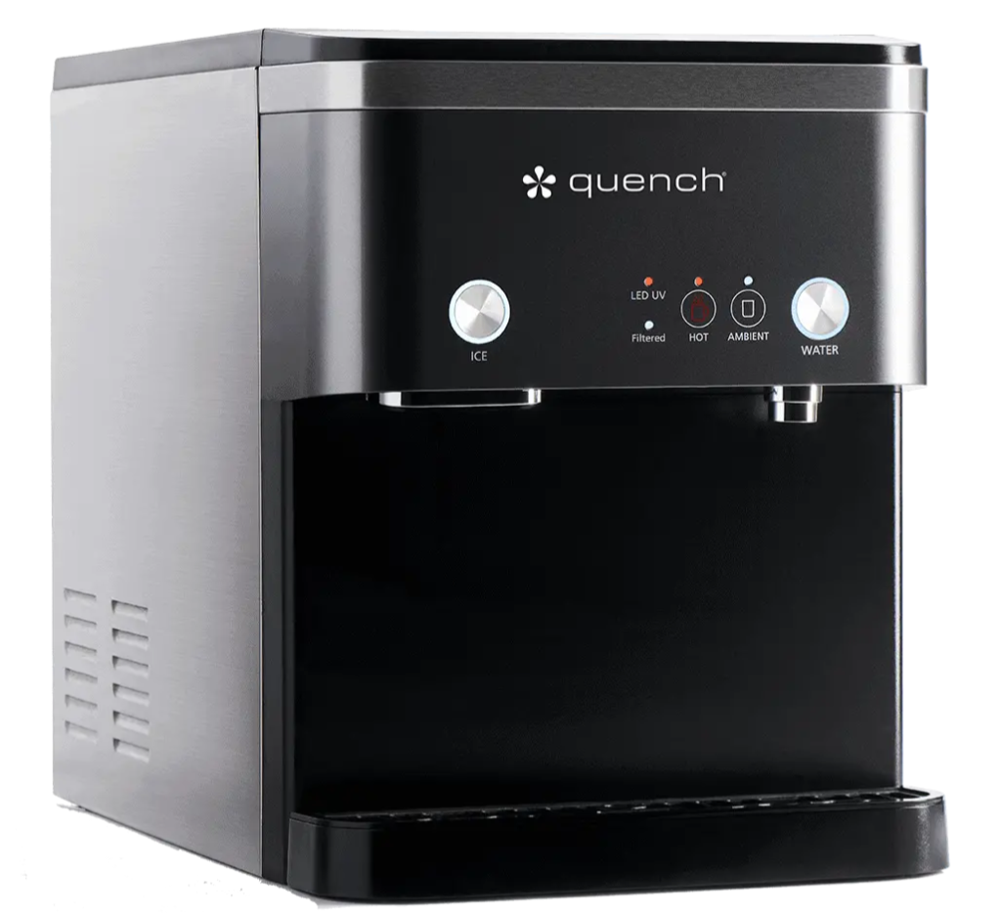 quench®
LED UV
Filtered
HOT
AMBIENT
ICE
WATER